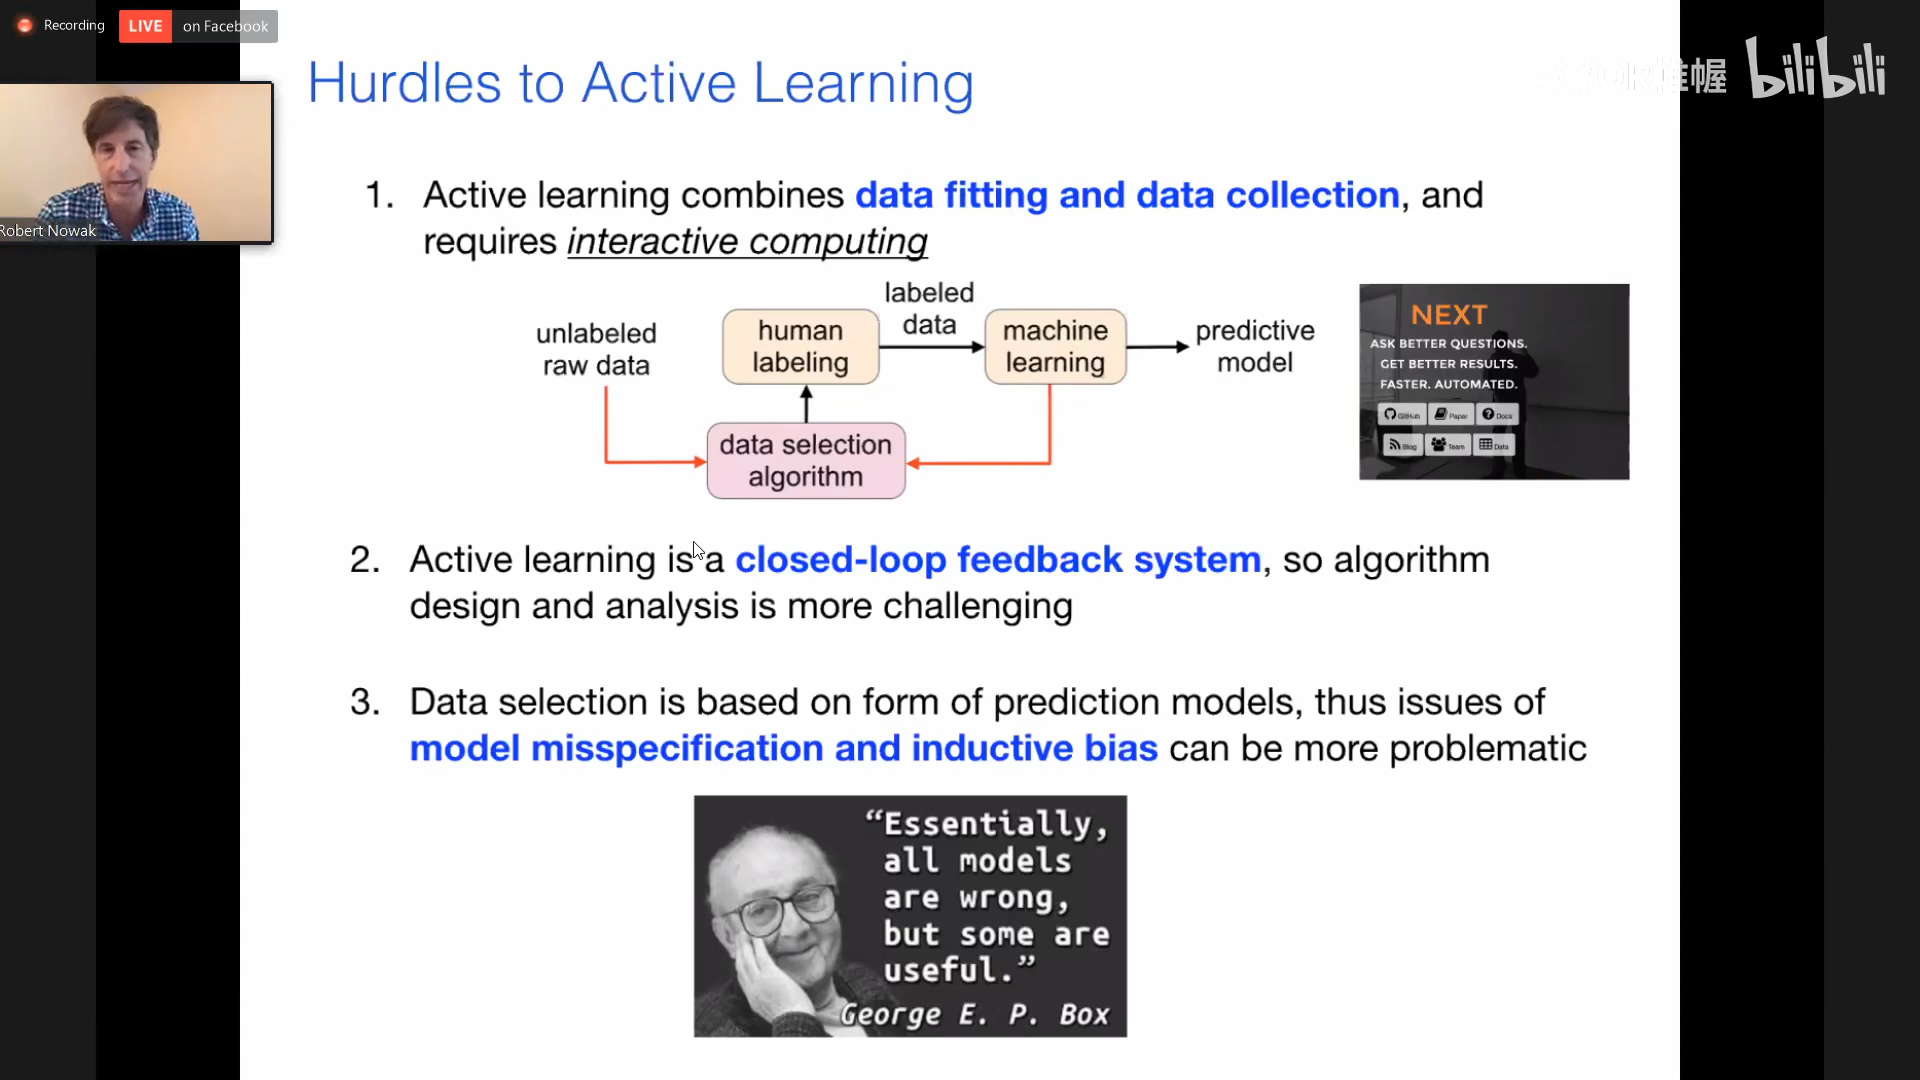 Recording
LIVE on Facebook
Hurdles to Active Learning
bilibili
Robert Nowak
1. Active learning combines data fitting and data collection, and
requires interactive computing
unlabeled
raw data
human
labeling
labeled
data
machine
learning
predictive
model
data selection
algorithm
NEXT
ASK BETTER QUESTIONS.
GET BETTER RESULTS.
FASTER. AUTOMATED.
GitHub Paper Docs
Blog Team Data
2. Active learning is a closed-loop feedback system, so algorithm
design and analysis is more challenging
3. Data selection is based on form of prediction models, thus issues of
model misspecification and inductive bias can be more problematic
“Essentially,
all models
are wrong,
but some are
useful.”
George E. P. Box